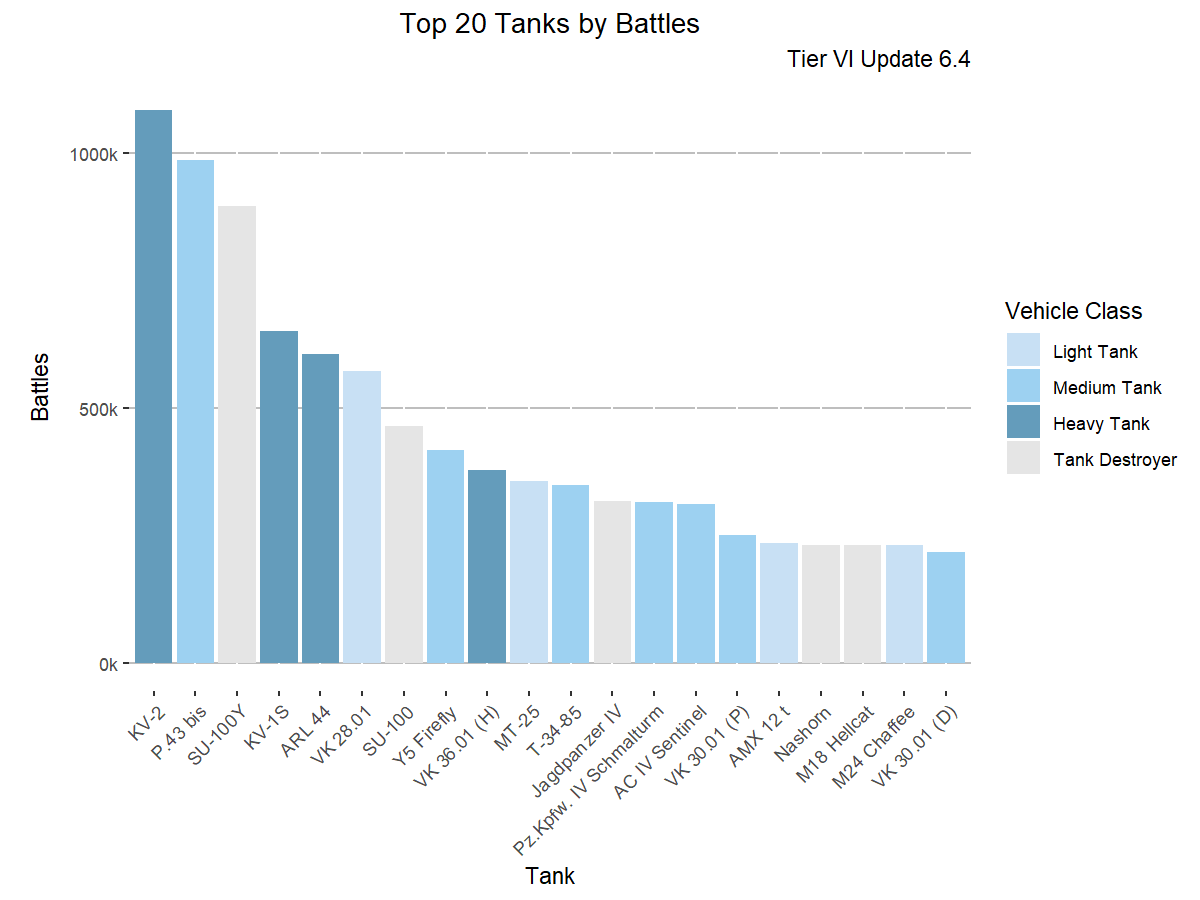 Top 20 Tanks by Battles
Tier VI Update 6.4
Battles
1000k
500k
0k
KV-2
P.43 bis
SU-100Y
KV-1S
ARL 44
VK 28.01
SU-100
Y5 Firefly
VK 36.01 (H)
MT-25
T-34-85
Jagdpanzer IV
Pz.Kpfw. IV Schmalturm
AC IV Sentinel
VK 30.01 (P)
AMX 12 t
Nashorn
M18 Hellcat
M24 Chaffee
VK 30.01 (D)
Tank
Vehicle Class
Light Tank
Medium Tank
Heavy Tank
Tank Destroyer